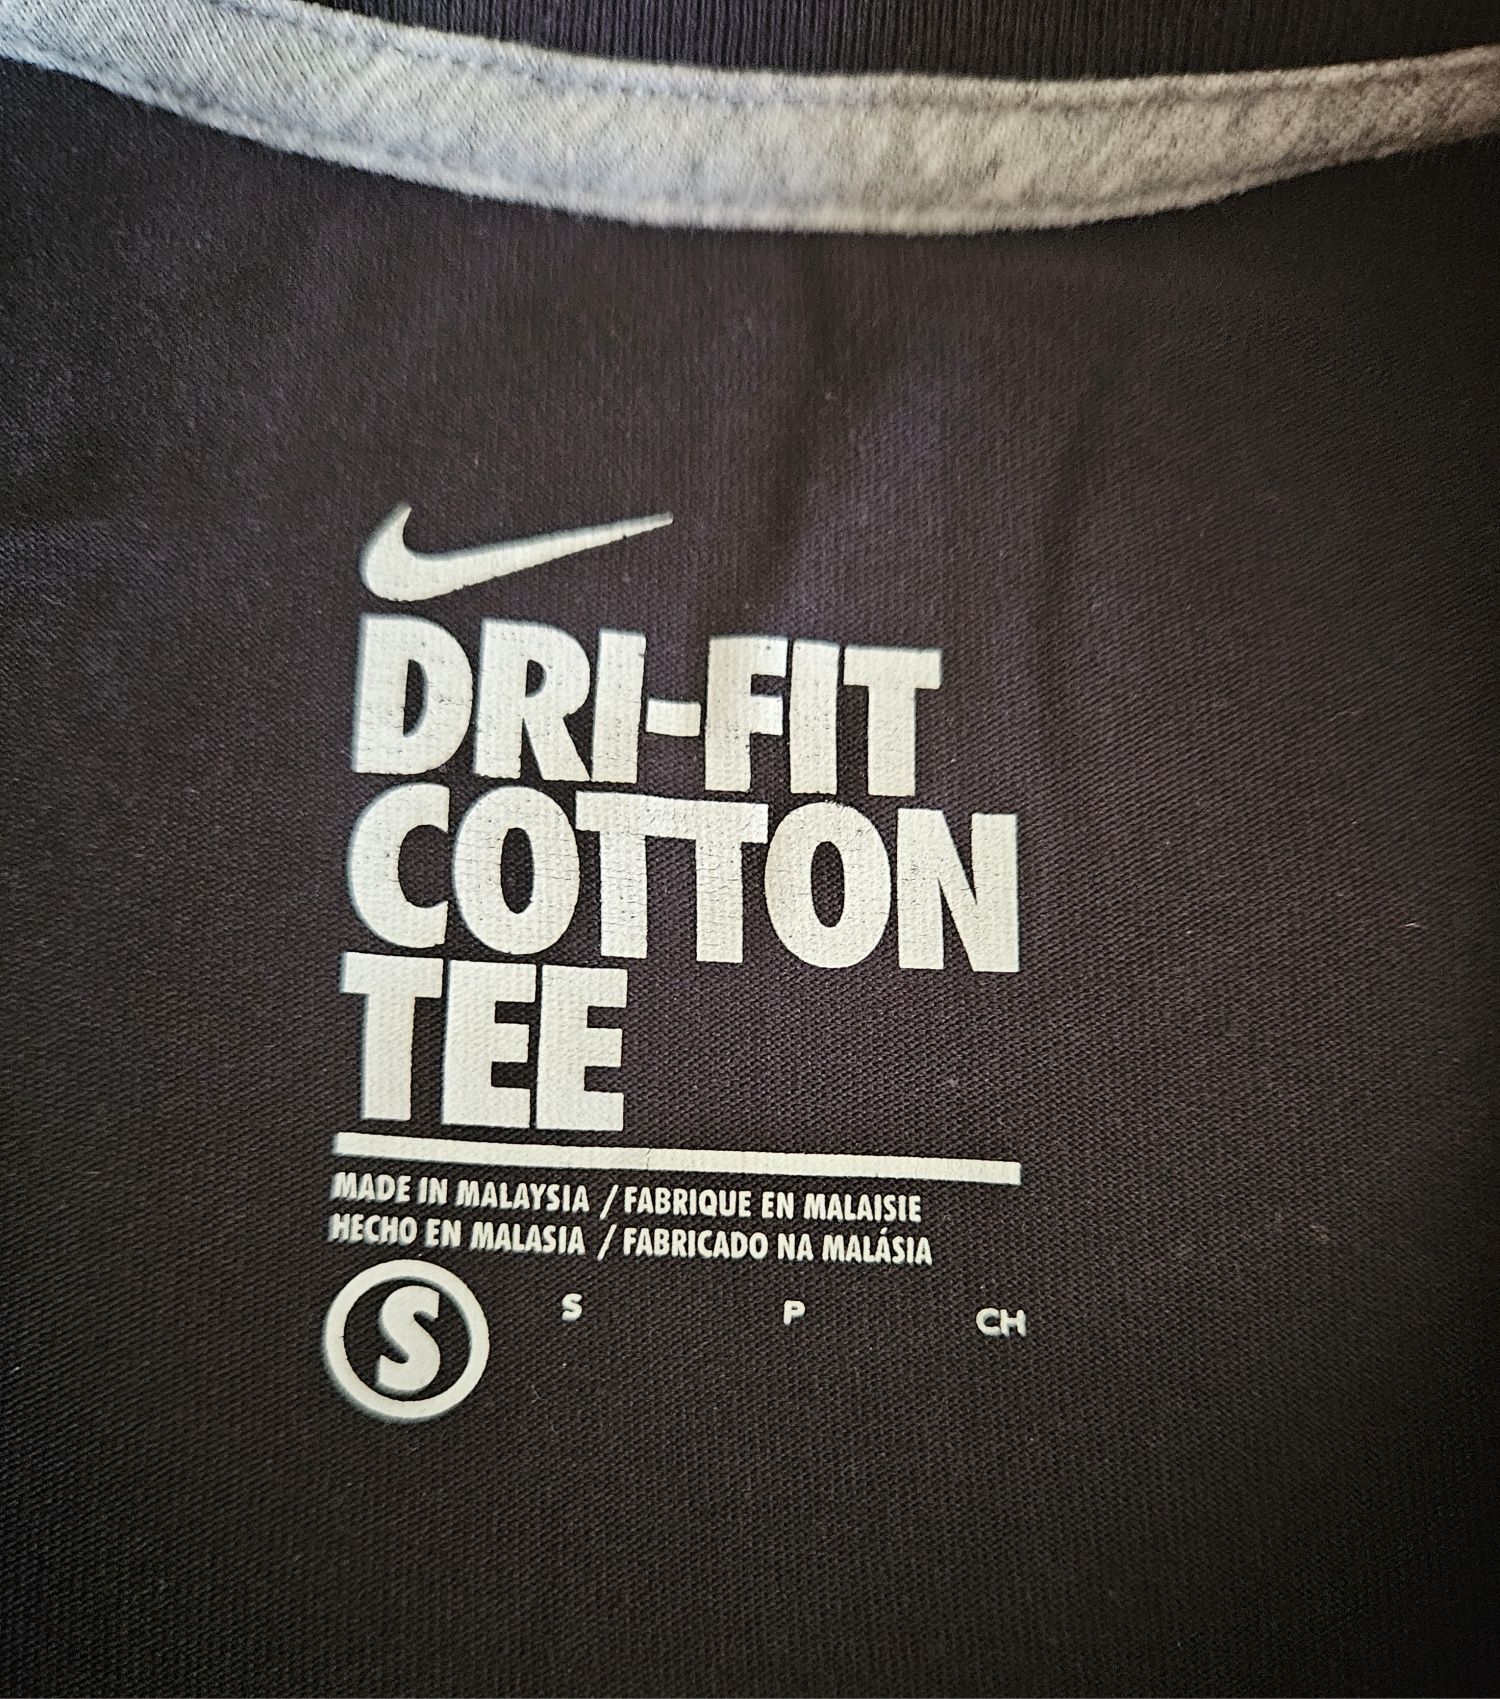 DRI-FIT
COTTON
TEE
MADE IN MALAYSIA / FABRIQUE EN MALAISIE
HECHO EN MALASIA / FABRICADO NA MALÁSIA
S S P CH